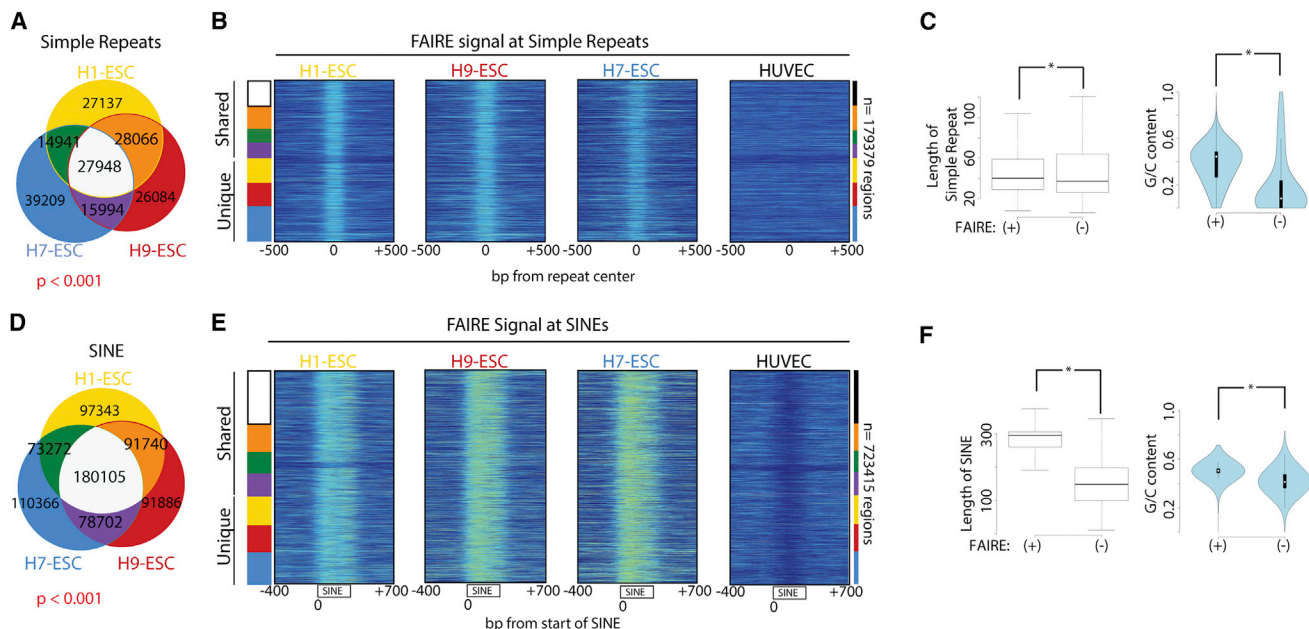 A
Simple Repeats
H1-ESC
27137
14941
28066
27948
39209
15994
26084
H7-ESC
H9-ESC
p < 0.001
B
FAIRE signal at Simple Repeats
H1-ESC
H9-ESC
H7-ESC
HUVEC
Shared
Unique
n= 179379 regions
-500 0 +500
-500 0 +500
-500 0 +500
-500 0 +500
bp from repeat center
C
*
Length of
Simple Repeat
100
60
20
FAIRE: (+) (-)
*
G/C content
1.0
0.6
0.2
(+) (-)
D
SINE
H1-ESC
97343
73272
91740
180105
110366
91886
78702
H7-ESC
H9-ESC
p < 0.001
E
FAIRE Signal at SINEs
H1-ESC
H9-ESC
H7-ESC
HUVEC
Shared
Unique
n= 723415 regions
-400 SINE +700
0
-400 SINE +700
0
-400 SINE +700
0
-400 SINE +700
0
bp from start of SINE
F
*
Length of SINE
300
100
FAIRE: (+) (-)
*
G/C content
1.0
0.6
0.2
(+) (-)